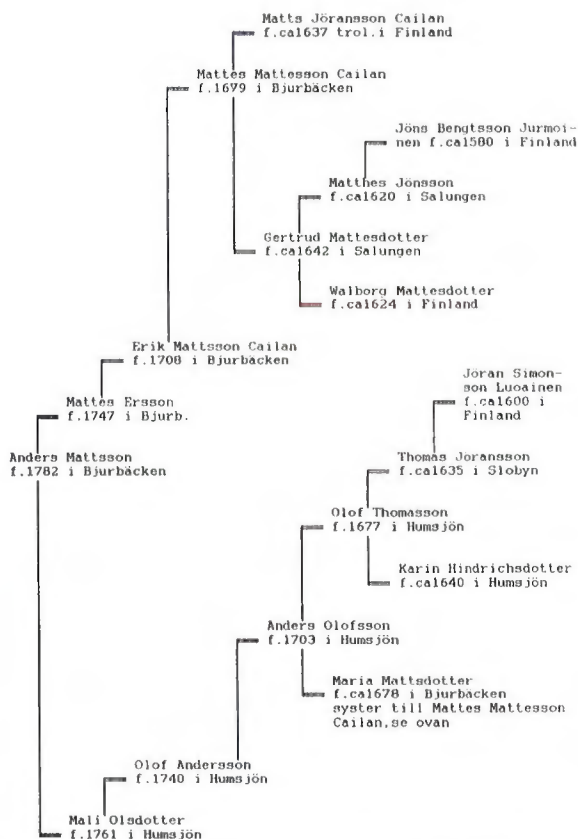 Matts Jöransson Cailan
f.ca1637 trol.i Finland
Mattes Mattesson Cailan
f.1679 i Bjurbäcken
Jöns Bengtsson Jurmoi-
nen f.ca1580 i Finland
Matthes Jönsson
f.ca1620 i Salungen
Gertrud Mattesdotter
f.ca1642 i Salungen
Walborg Mattesdotter
f.ca1624 i Finland
Erik Mattsson Cailan
f.1708 i Bjurbäcken
Mattes Ersson
f.1747 i Bjurb.
Anders Mattsson
f.1782 i Bjurbäcken
Jöran Simon-
son Luoainen
f.ca1600 i
Finland
Thomas Jöransson
f.ca1635 i Slobyn
Olof Thomasson
f.1677 i Humsjön
Karin Hindrichsdotter
f.ca1640 i Humsjön
Anders Olofsson
f.1703 i Humsjön
Maria Mattsdotter
f.ca1678 i Bjurbäcken
syster till Mattes Mattesson
Cailan,se ovan
Olof Andersson
f.1740 i Humsjön
Mali Olsdotter
f.1761 i Humsjön